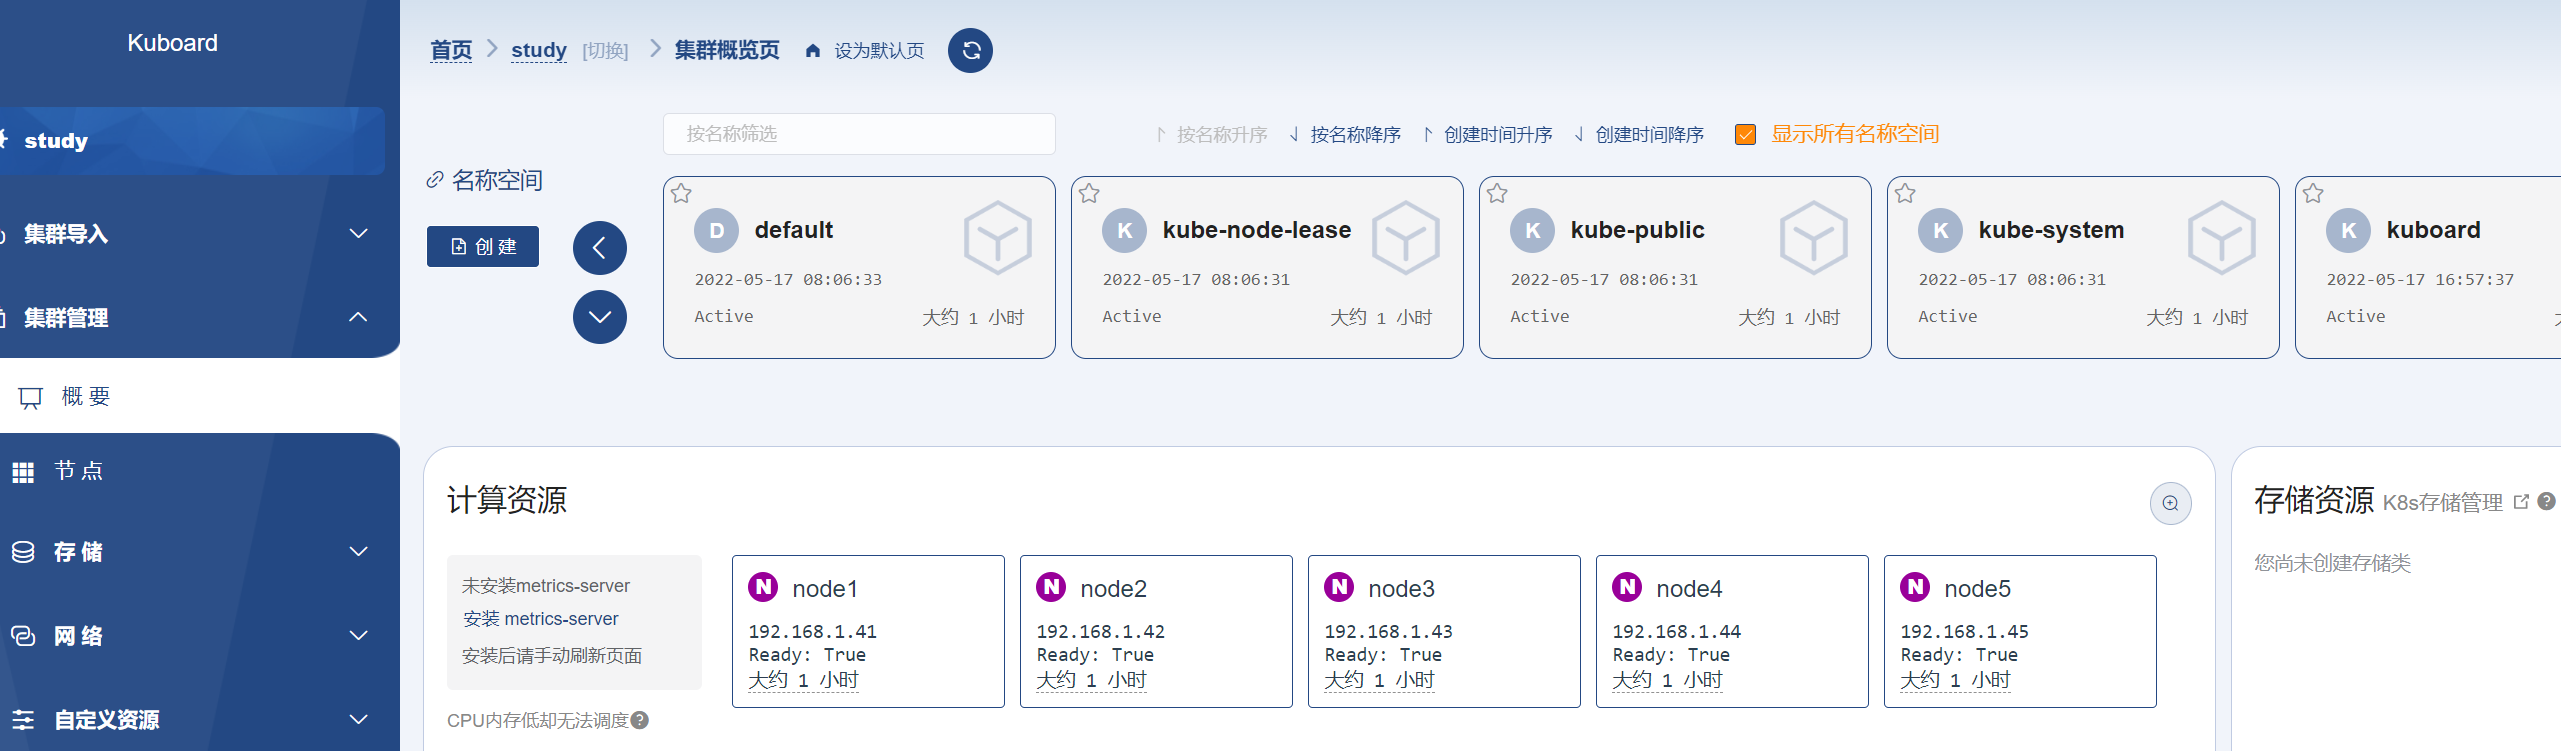 Kuboard
study
集群导入
集群管理
概 要
节 点
存 储
网 络
自定义资源
首页 study [切换] 集群概览页 设为默认页
按名称筛选 按名称升序 按名称降序 创建时间升序 创建时间降序 显示所有名称空间
名称空间
创 建
D default
2022-05-17 08:06:33
Active 大约 1 小时
K kube-node-lease
2022-05-17 08:06:31
Active 大约 1 小时
K kube-public
2022-05-17 08:06:31
Active 大约 1 小时
K kube-system
2022-05-17 08:06:31
Active 大约 1 小时
K kuboard
2022-05-17 16:57:37
Active
计算资源
未安装metrics-server
安装 metrics-server
安装后请手动刷新页面
CPU内存低却无法调度?
N node1
192.168.1.41
Ready: True
大约 1 小时
N node2
192.168.1.42
Ready: True
大约 1 小时
N node3
192.168.1.43
Ready: True
大约 1 小时
N node4
192.168.1.44
Ready: True
大约 1 小时
N node5
192.168.1.45
Ready: True
大约 1 小时
存储资源 K8s存储管理 ?
您尚未创建存储类